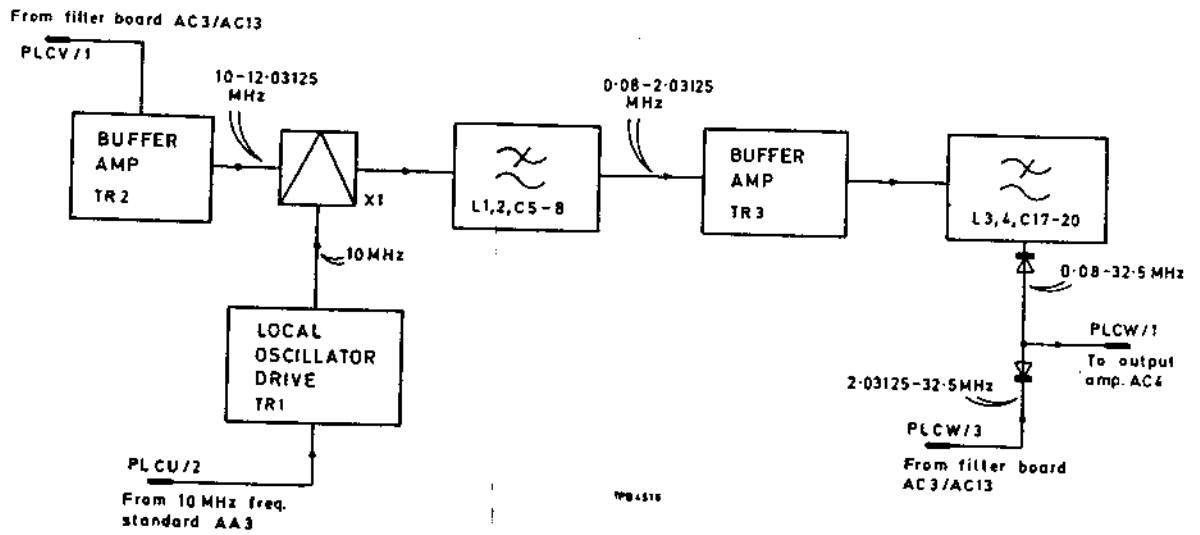 From filter board AC3/AC13
PLCV/1
10-12·03125
MHz
0·08-2·03125
MHz
BUFFER
AMP
TR2
X1
L1,2,C5-8
BUFFER
AMP
TR3
L3,4,C17-20
10MHz
0·08-32·5MHz
LOCAL
OSCILLATOR
DRIVE
TR1
PLCW/1
To output
amp. AC4
2·03125-32·5MHz
PLCW/3
From filter board
AC3/AC13
PLCU/2
From 10MHz freq.
standard AA3